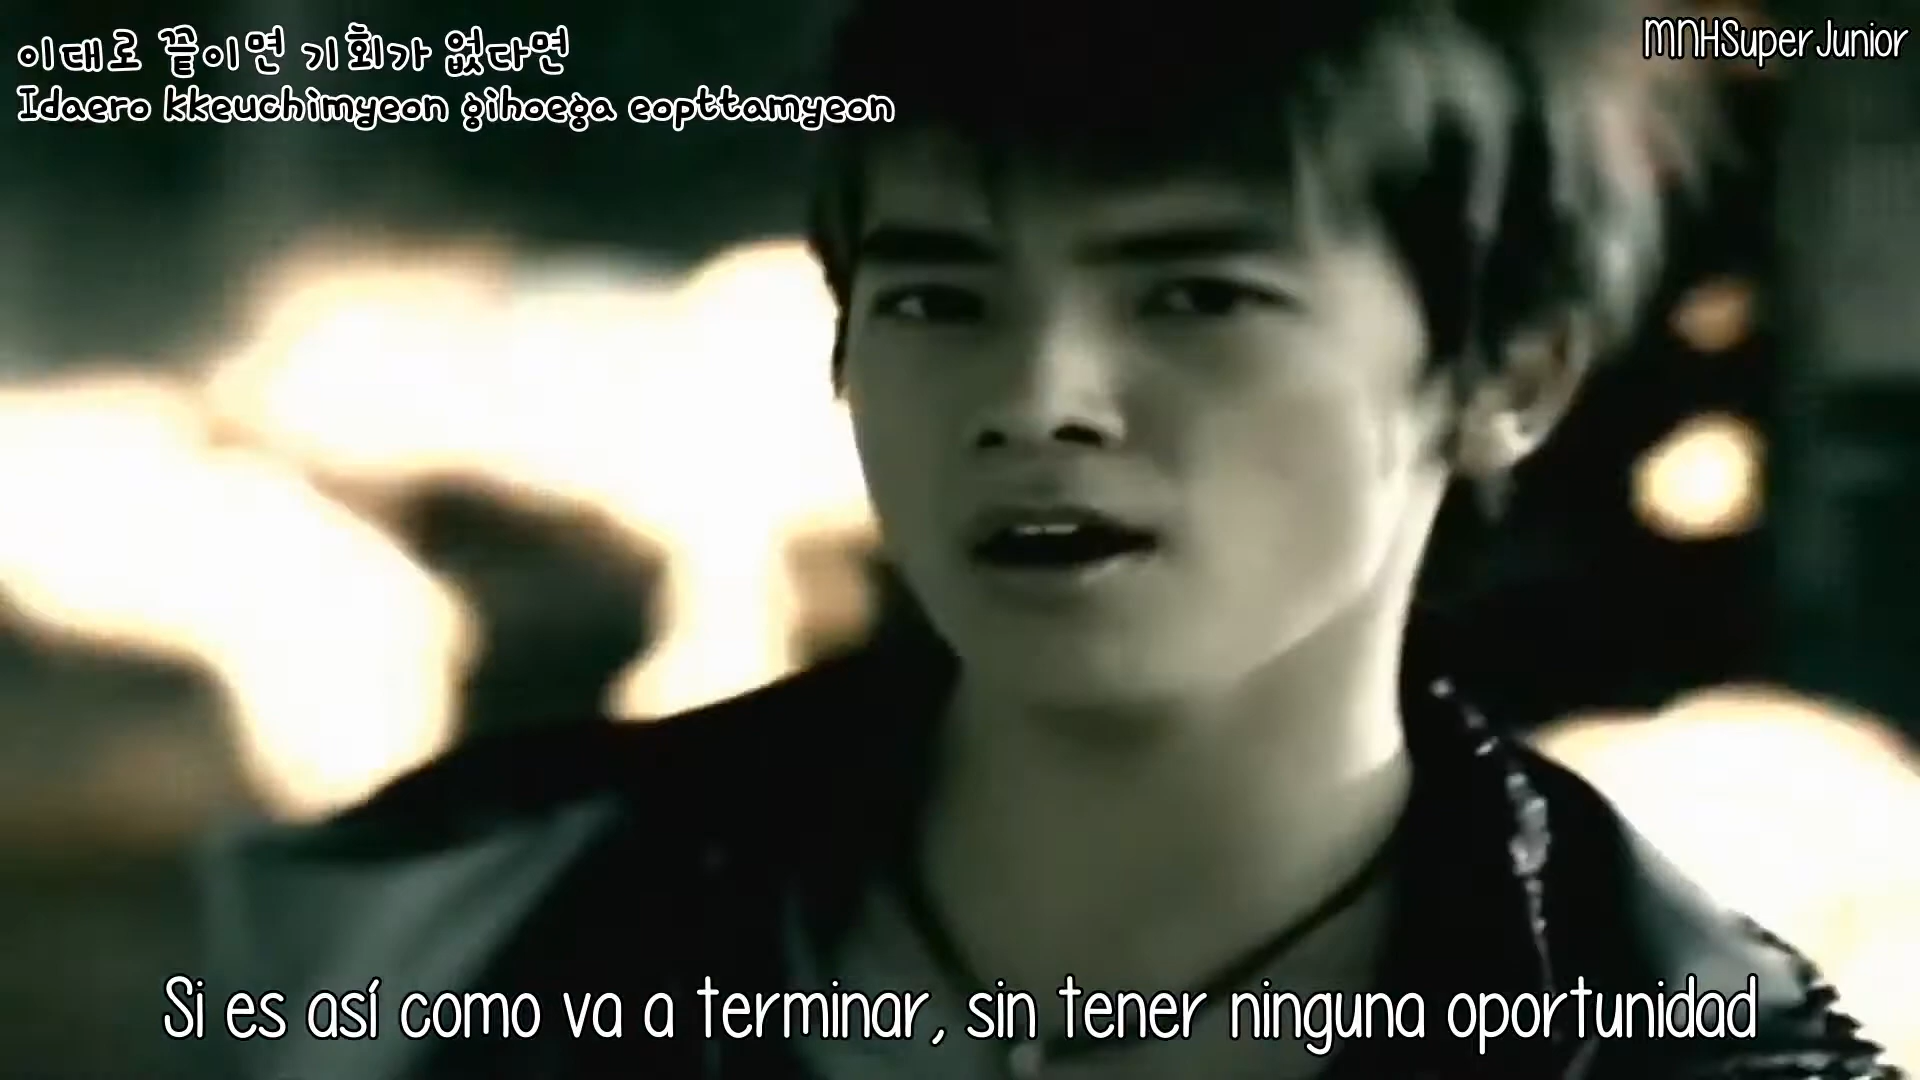 이대로 끝이면 기회가 없다면
Idaero kkeuchimyeon gihoega eopttamyeon
MNHSuperJunior
Si es así como va a terminar, sin tener ninguna oportunidad